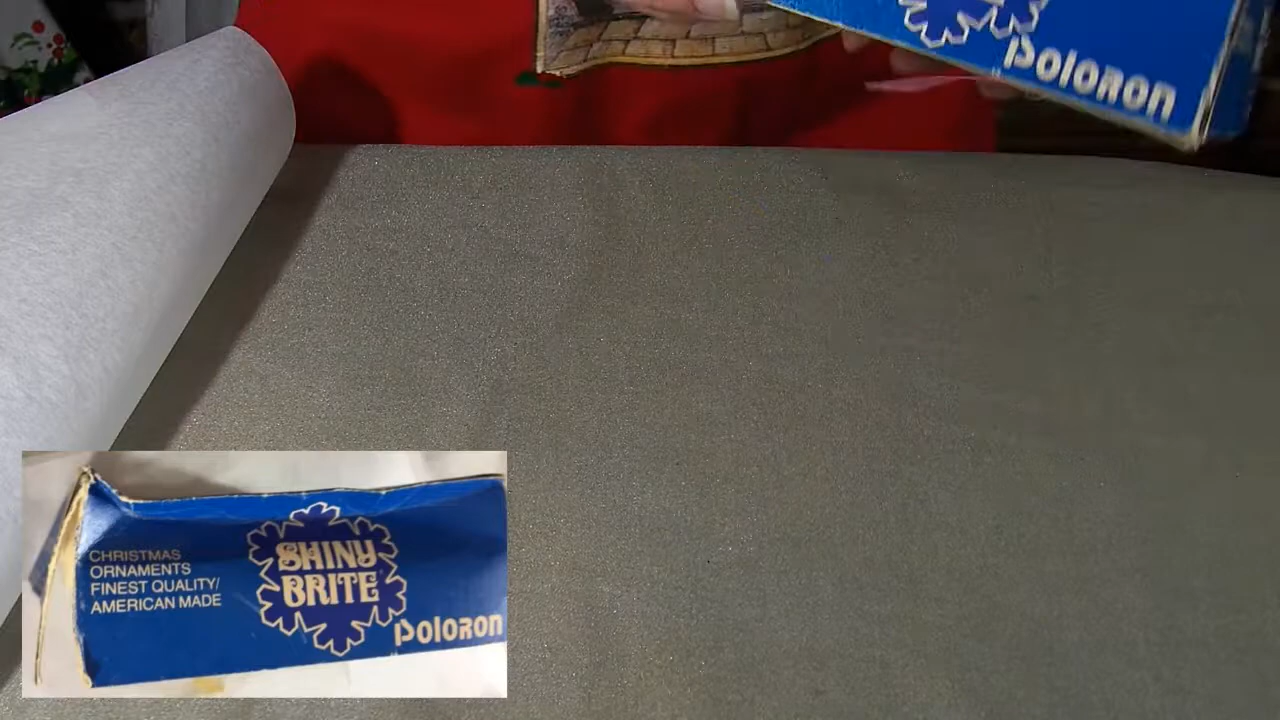 Poloron
CHRISTMAS
ORNAMENTS
FINEST QUALITY/
AMERICAN MADE
SHINY
BRITE
Poloron